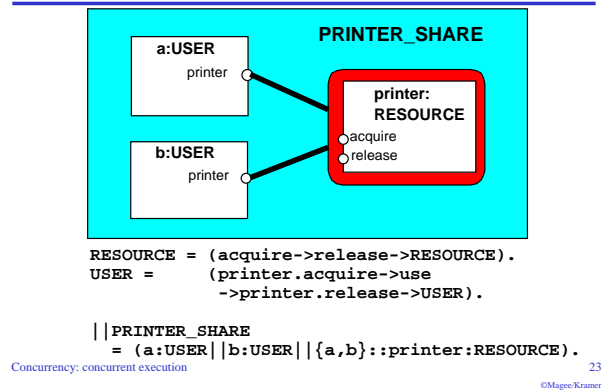 PRINTER_SHARE
a:USER
printer
printer:
RESOURCE
acquire
release
b:USER
printer
RESOURCE = (acquire->release->RESOURCE).
USER = (printer.acquire->use
->printer.release->USER).
||PRINTER_SHARE
= (a:USER||b:USER||{a,b}::printer:RESOURCE).
Concurrency: concurrent execution 23
©Magee/Kramer